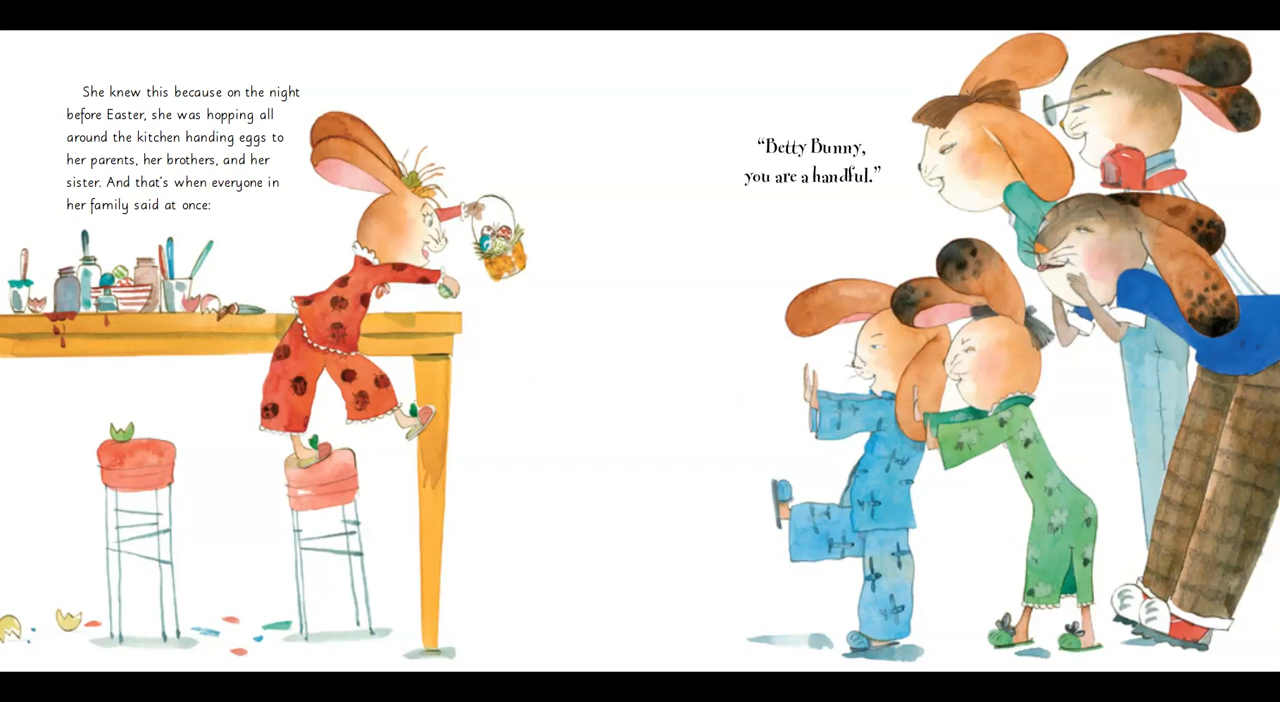 She knew this because on the night
before Easter, she was hopping all
around the kitchen handing eggs to
her parents, her brothers, and her
sister. And that's when everyone in
her family said at once:
“Betty Bunny,
you are a handful.”